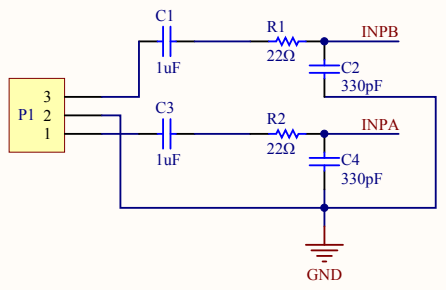 C1
1uF
R1
22Ω
INPB
C2
330pF
P1
3
2
1
C3
1uF
R2
22Ω
INPA
C4
330pF
GND